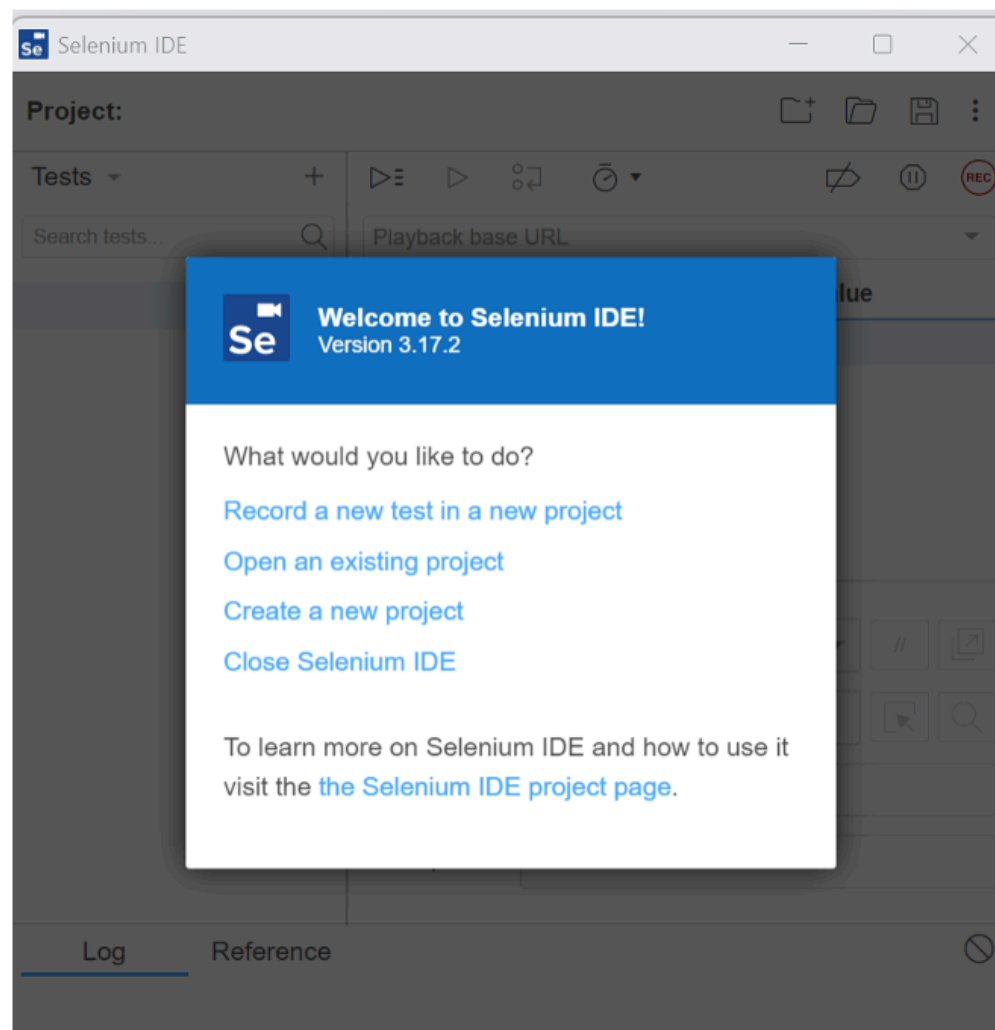 Se Selenium IDE
Project:
Tests
REC
Search tests...
Playback base URL
lue
Se
Welcome to Selenium IDE!
Version 3.17.2
What would you like to do?
Record a new test in a new project
Open an existing project
Create a new project
Close Selenium IDE
//
To learn more on Selenium IDE and how to use it
visit the the Selenium IDE project page.
Log Reference